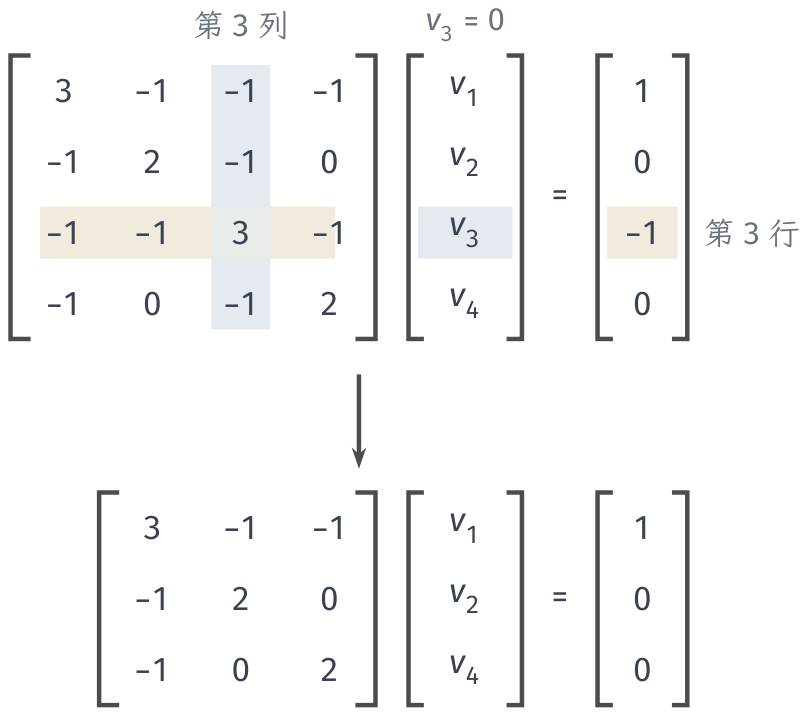 第 3 列 v₃ = 0
3 –1 –1 –1 v₁ 1
–1 2 –1 0 v₂ 0
=
–1 –1 3 –1 v₃ –1 第 3 行
–1 0 –1 2 v₄ 0
3 –1 –1 v₁ 1
–1 2 0 v₂ = 0
–1 0 2 v₄ 0